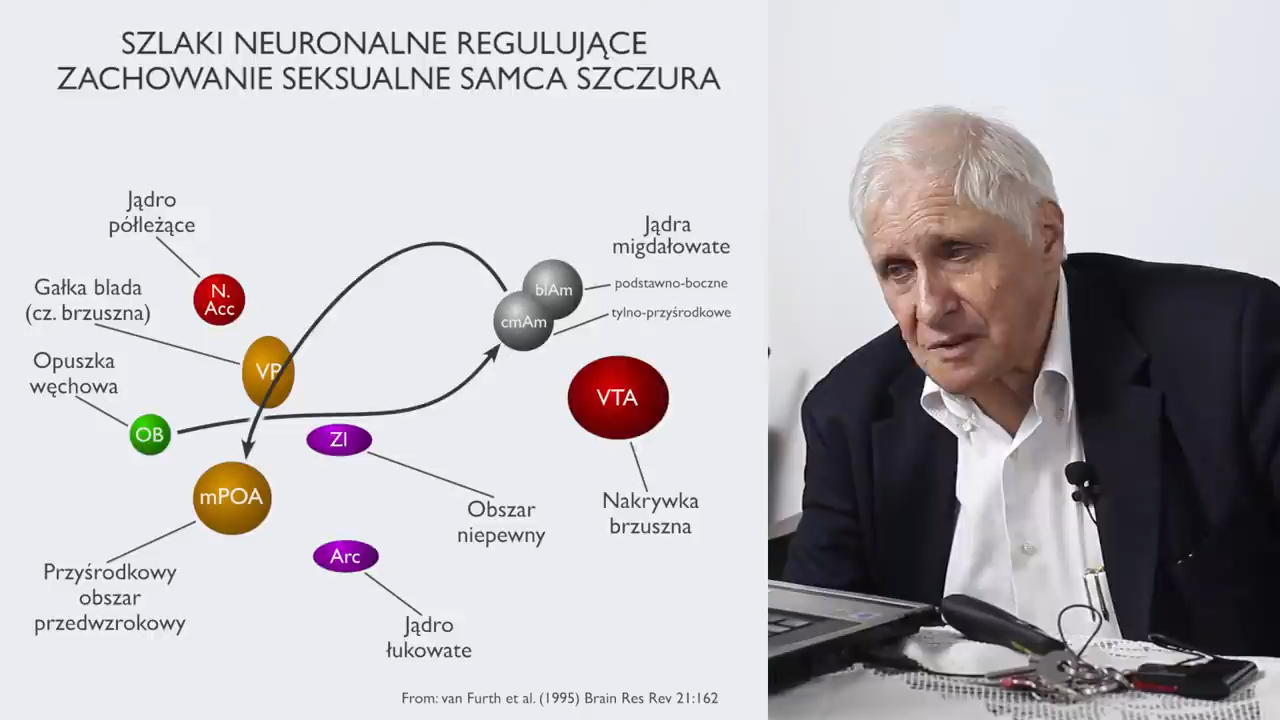 SZLAKI NEURONALNE REGULUJĄCE
ZACHOWANIE SEKSUALNE SAMCA SZCZURA
Jądro
półleżące
N.
Acc
Gałka blada
(cz. brzuszna)
VP
Opuszka
węchowa
OB
mPOA
Przyśrodkowy
obszar
przedwzrokowy
Jądra
migdałowate
blAm
podstawno-boczne
cmAm
tylno-przyśrodkowe
VTA
Nakrywka
brzuszna
ZI
Obszar
niepewny
Arc
Jądro
łukowate
From: van Furth et al. (1995) Brain Res Rev 21:162